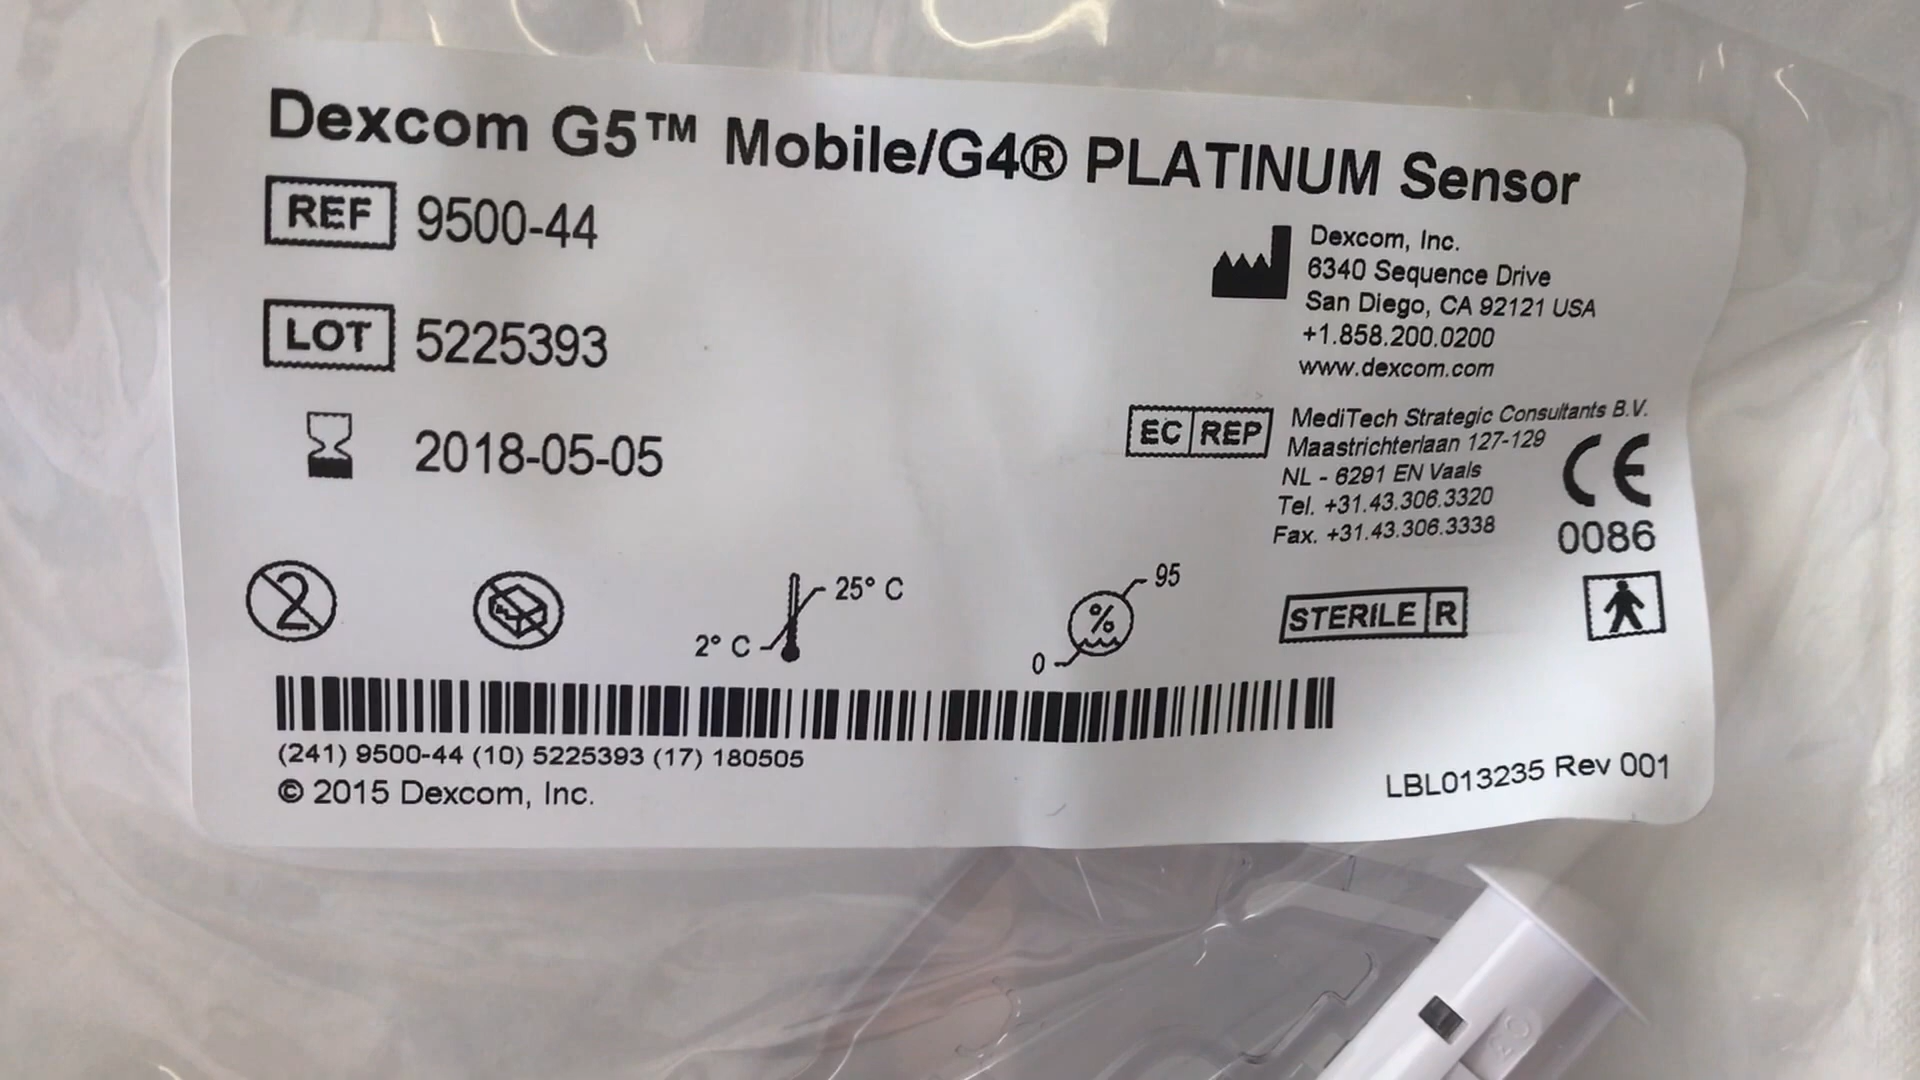 Dexcom G5™ Mobile/G4® PLATINUM Sensor
REF 9500-44
LOT 5225393
2018-05-05
Dexcom, Inc.
6340 Sequence Drive
San Diego, CA 92121 USA
+1.858.200.0200
www.dexcom.com
EC REP
MediTech Strategic Consultants B.V.
Maastrichterlaan 127-129
NL - 6291 EN Vaals
Tel. +31.43.306.3320
Fax. +31.43.306.3338
CE
0086
2
2° C
25° C
0
%
95
STERILE R
(241) 9500-44 (10) 5225393 (17) 180505
© 2015 Dexcom, Inc.
LBL013235 Rev 001